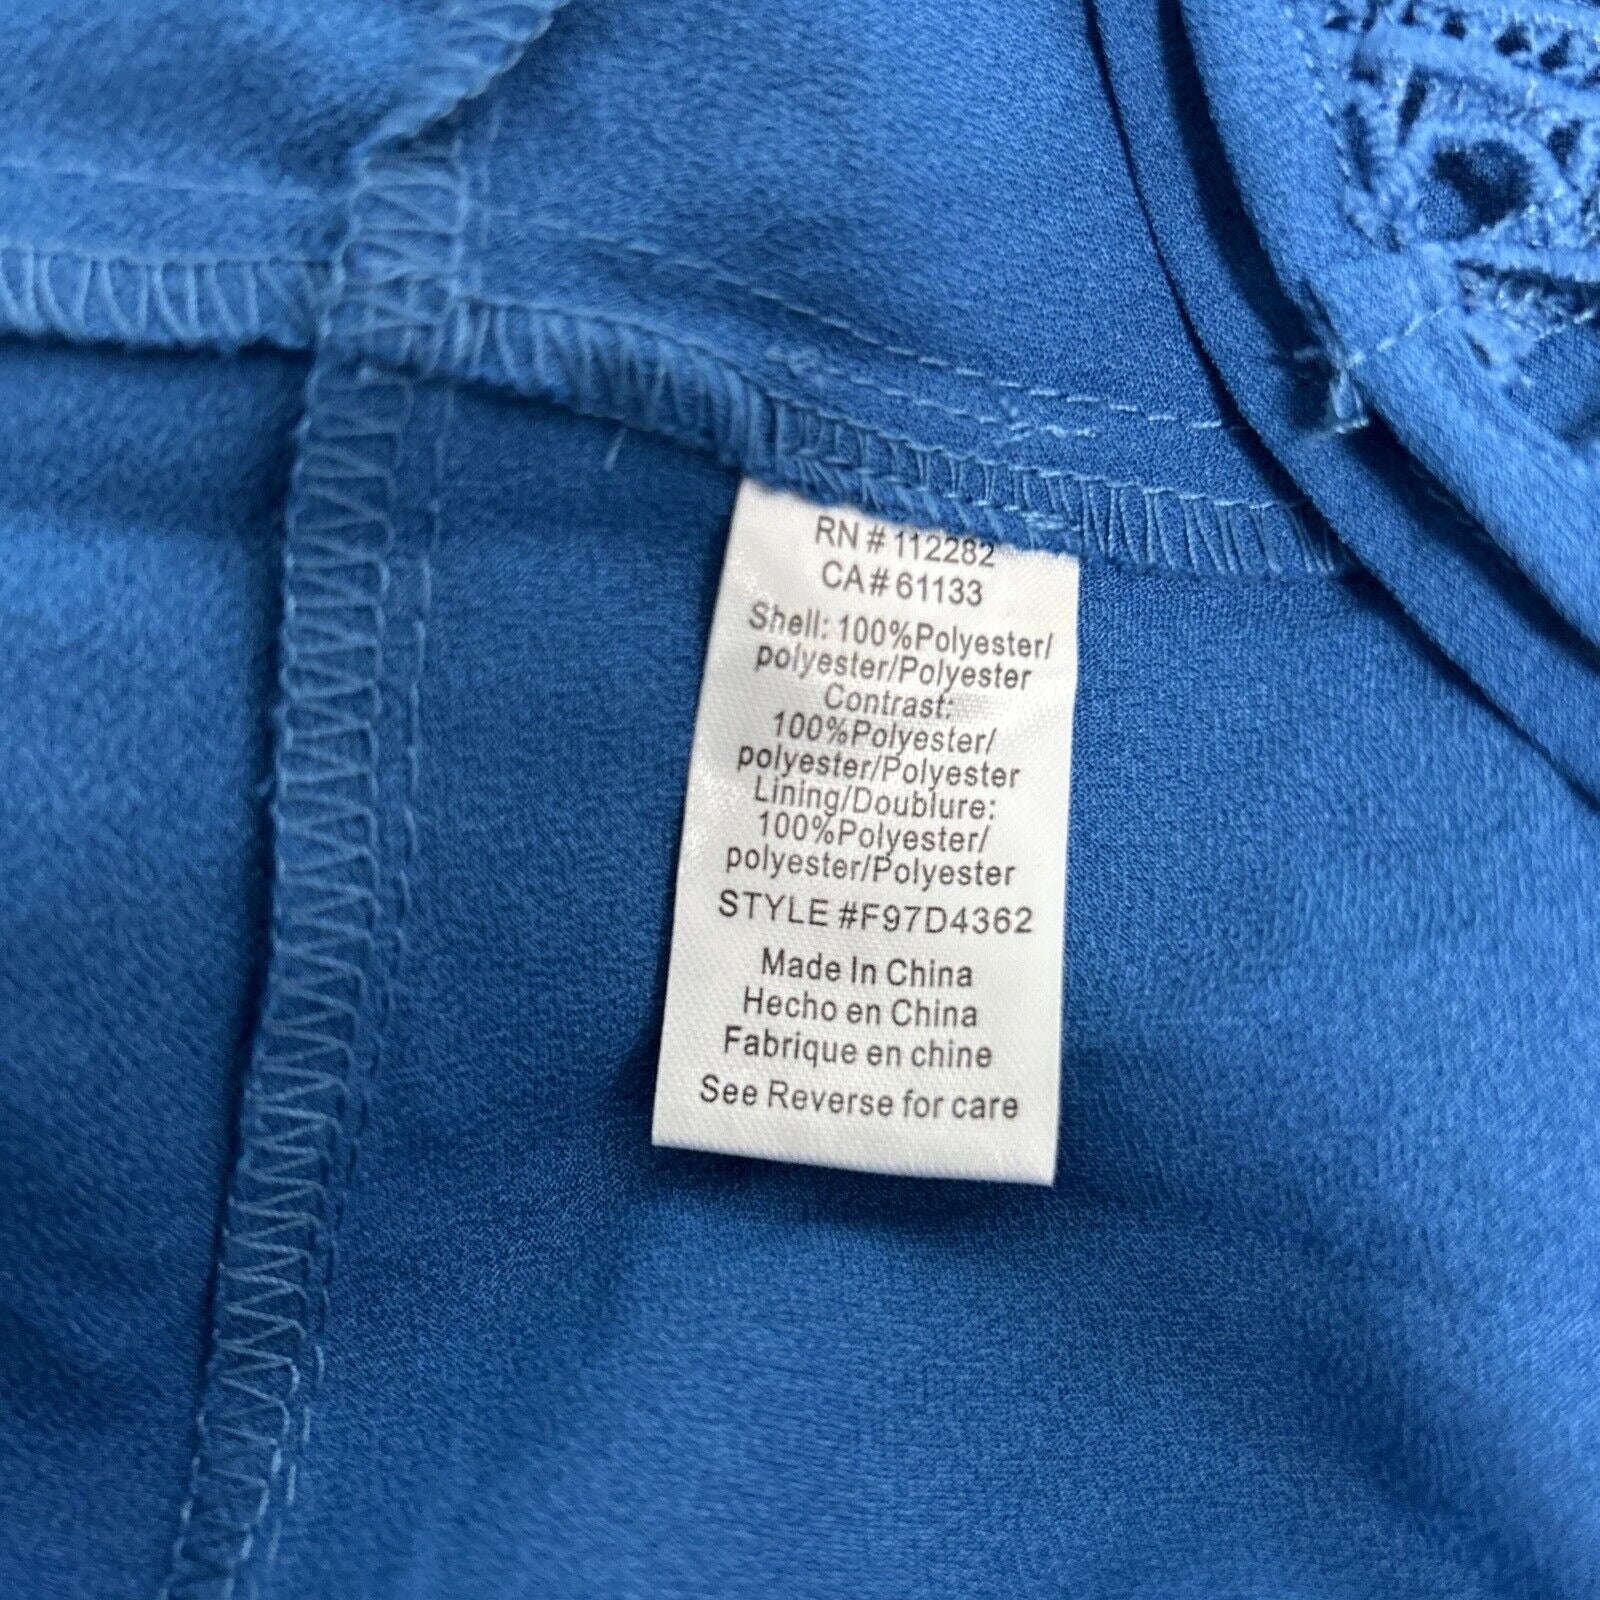 RN # 112282
CA# 61133
Shell: 100%Polyester/
polyester/Polyester
Contrast:
100%Polyester/
polyester/Polyester
Lining/Doublure:
100%Polyester/
polyester/Polyester
STYLE #F97D4362
Made In China
Hecho en China
Fabrique en chine
See Reverse for care